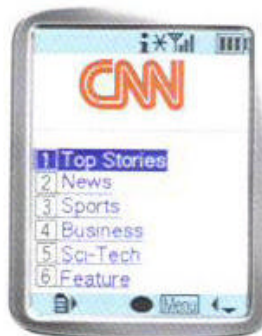 CNN
1 Top Stories
2 News
3 Sports
4 Business
5 Sci-Tech
6 Feature
Menu